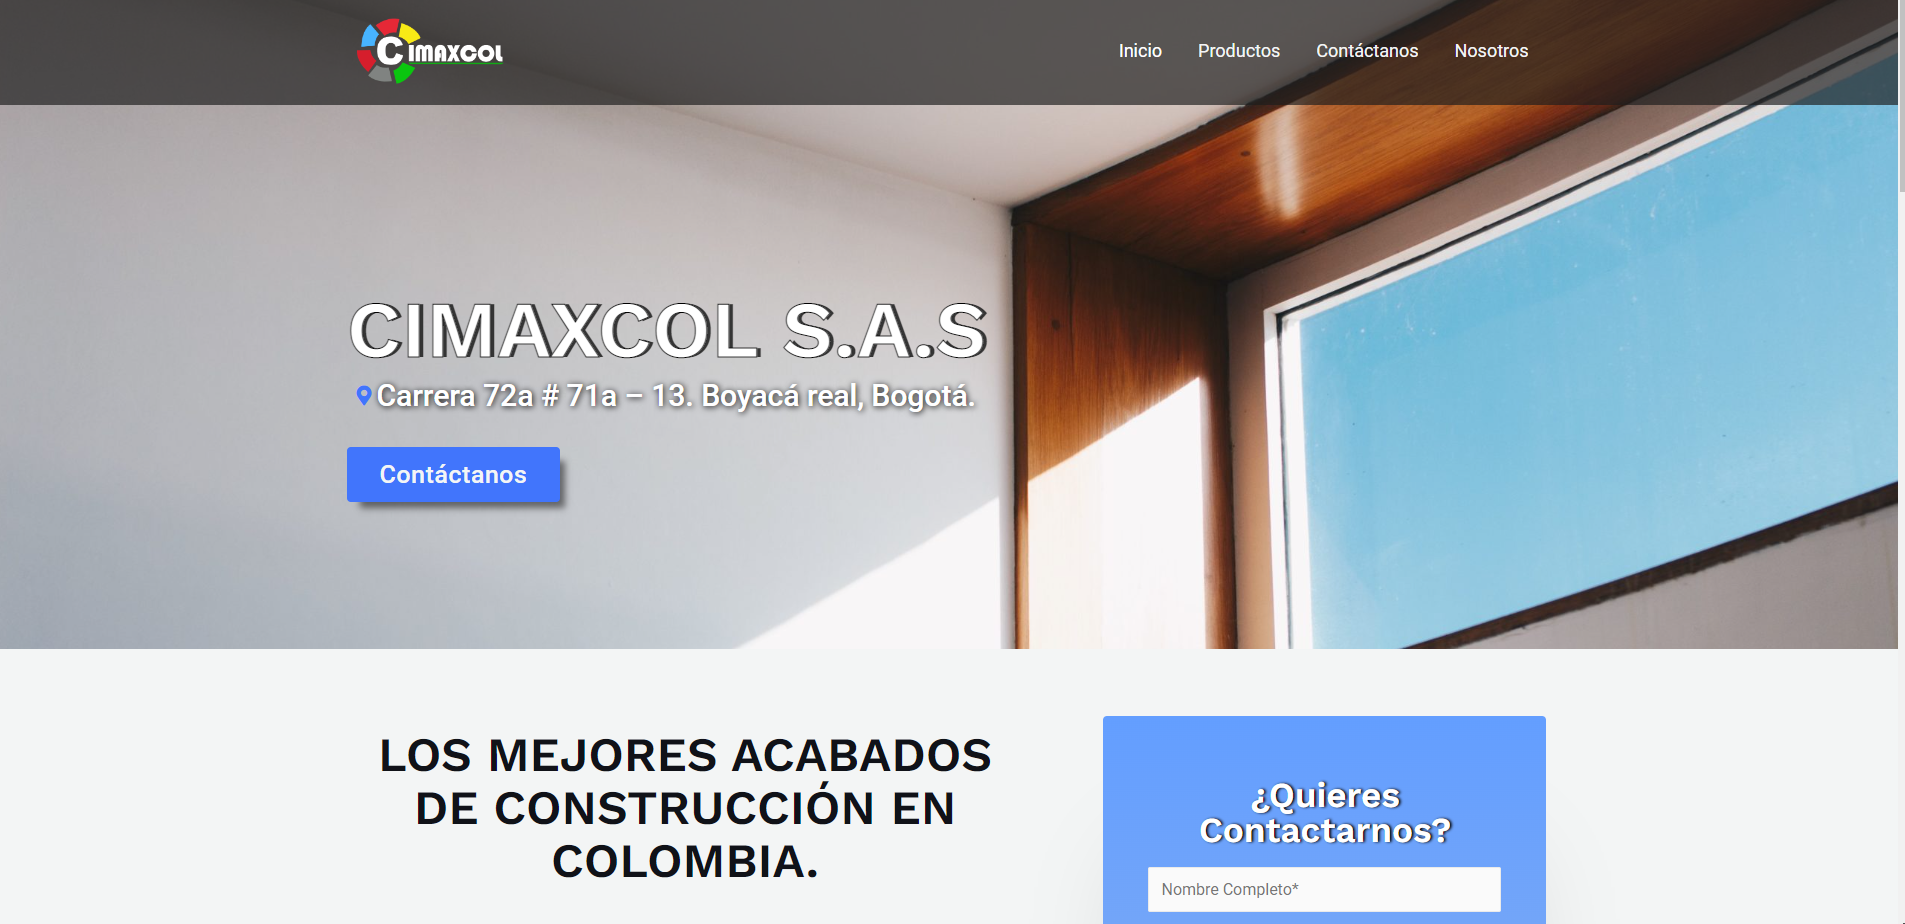 CIMAXCOL
Inicio Productos Contáctanos Nosotros
CIMAXCOL S.A.S
Carrera 72a # 71a – 13. Boyacá real, Bogotá.
Contáctanos
LOS MEJORES ACABADOS
DE CONSTRUCCIÓN EN
COLOMBIA.
¿Quieres
Contactarnos?
Nombre Completo*